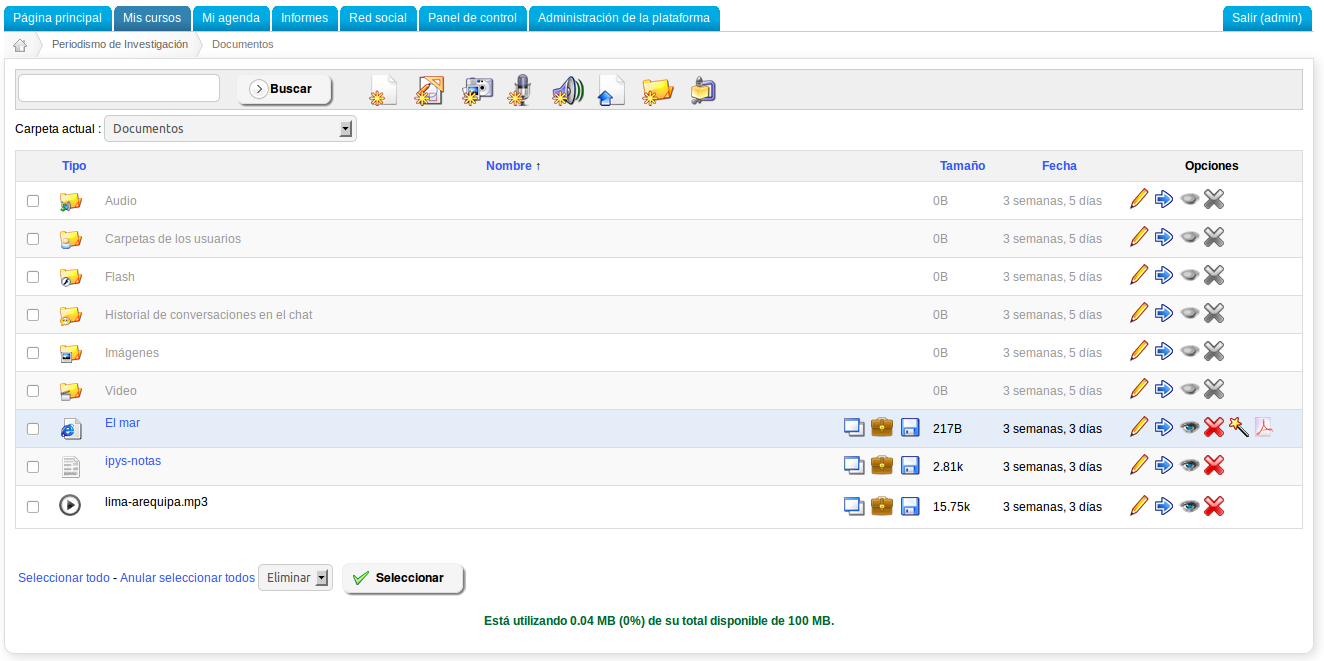 Página principal Mis cursos Mi agenda Informes Red social Panel de control Administración de la plataforma Salir (admin)
Periodismo de Investigación Documentos
Buscar
Carpeta actual : Documentos
Tipo Nombre ↑ Tamaño Fecha Opciones
Audio 0B 3 semanas, 5 días
Carpetas de los usuarios 0B 3 semanas, 5 días
Flash 0B 3 semanas, 5 días
Historial de conversaciones en el chat 0B 3 semanas, 5 días
Imágenes 0B 3 semanas, 5 días
Video 0B 3 semanas, 5 días
El mar 217B 3 semanas, 3 días
ipys-notas 2.81k 3 semanas, 3 días
lima-arequipa.mp3 15.75k 3 semanas, 3 días
Seleccionar todo - Anular seleccionar todos Eliminar Seleccionar
Está utilizando 0.04 MB (0%) de su total disponible de 100 MB.